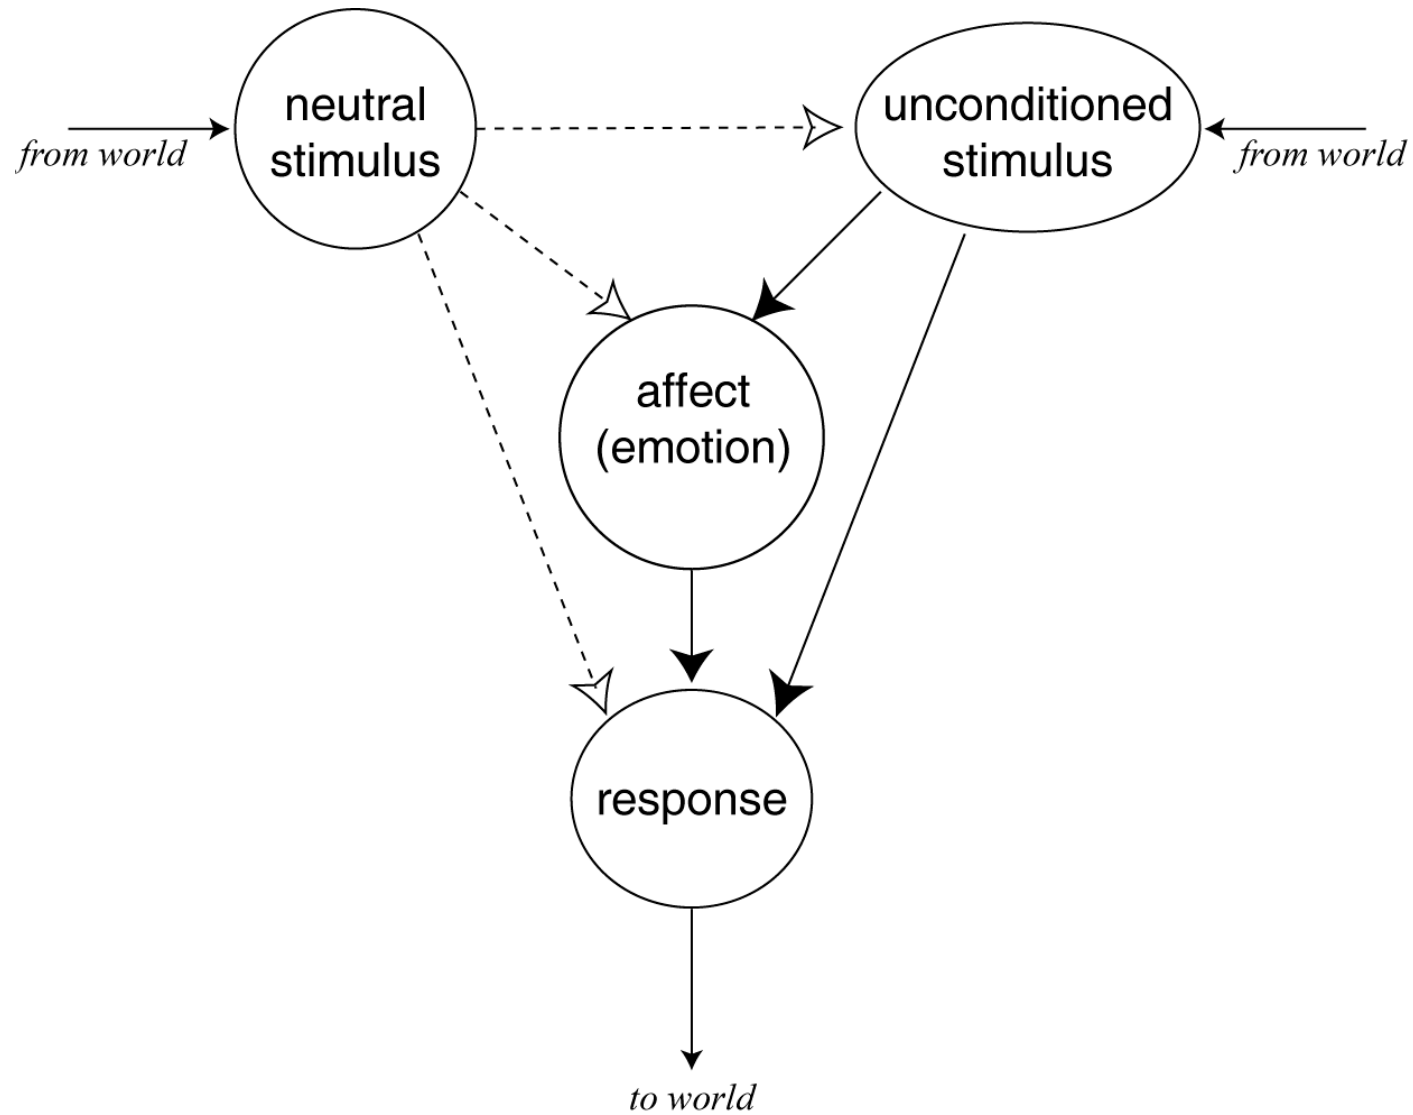 neutral
stimulus
unconditioned
stimulus
from world
from world
affect
(emotion)
response
to world